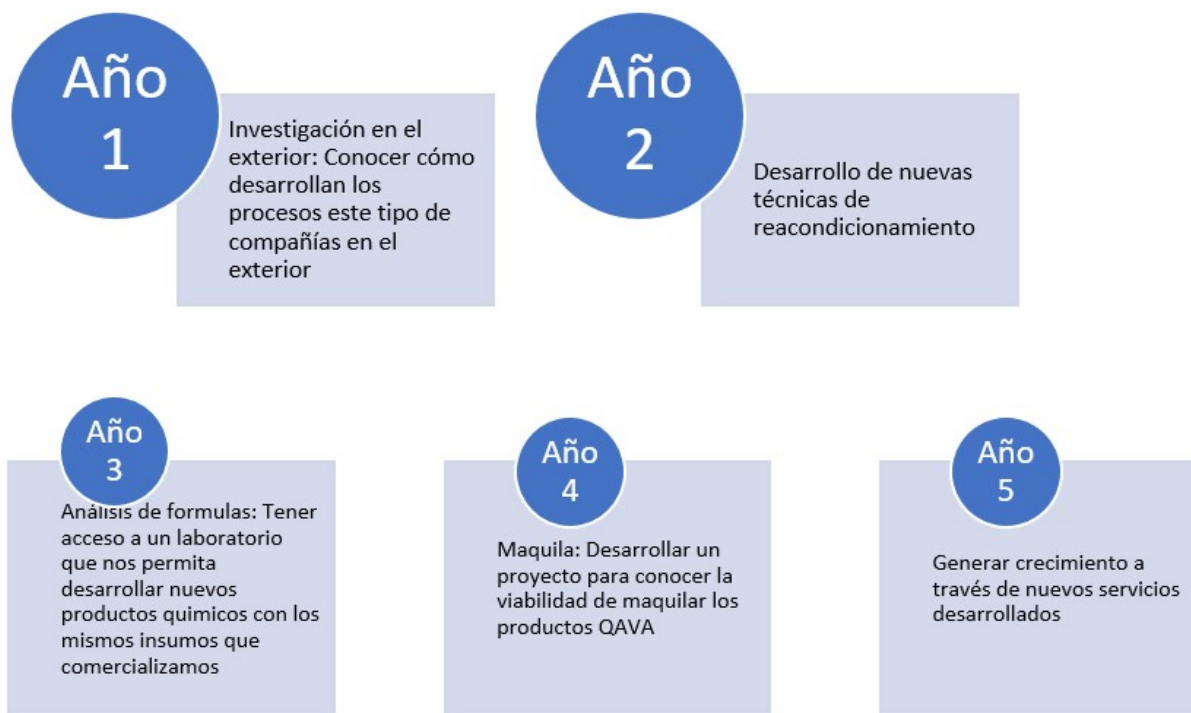 Año
1
Investigación en el
exterior: Conocer cómo
desarrollan los
procesos este tipo de
compañías en el
exterior
Año
2
Desarrollo de nuevas
técnicas de
reacondicionamiento
Año
3
Análisis de formulas: Tener
acceso a un laboratorio
que nos permita
desarrollar nuevos
productos quimicos con los
mismos insumos que
comercializamos
Año
4
Maquila: Desarrollar un
proyecto para conocer la
viabilidad de maquilar los
productos QAVA
Año
5
Generar crecimiento a
través de nuevos servicios
desarrollados